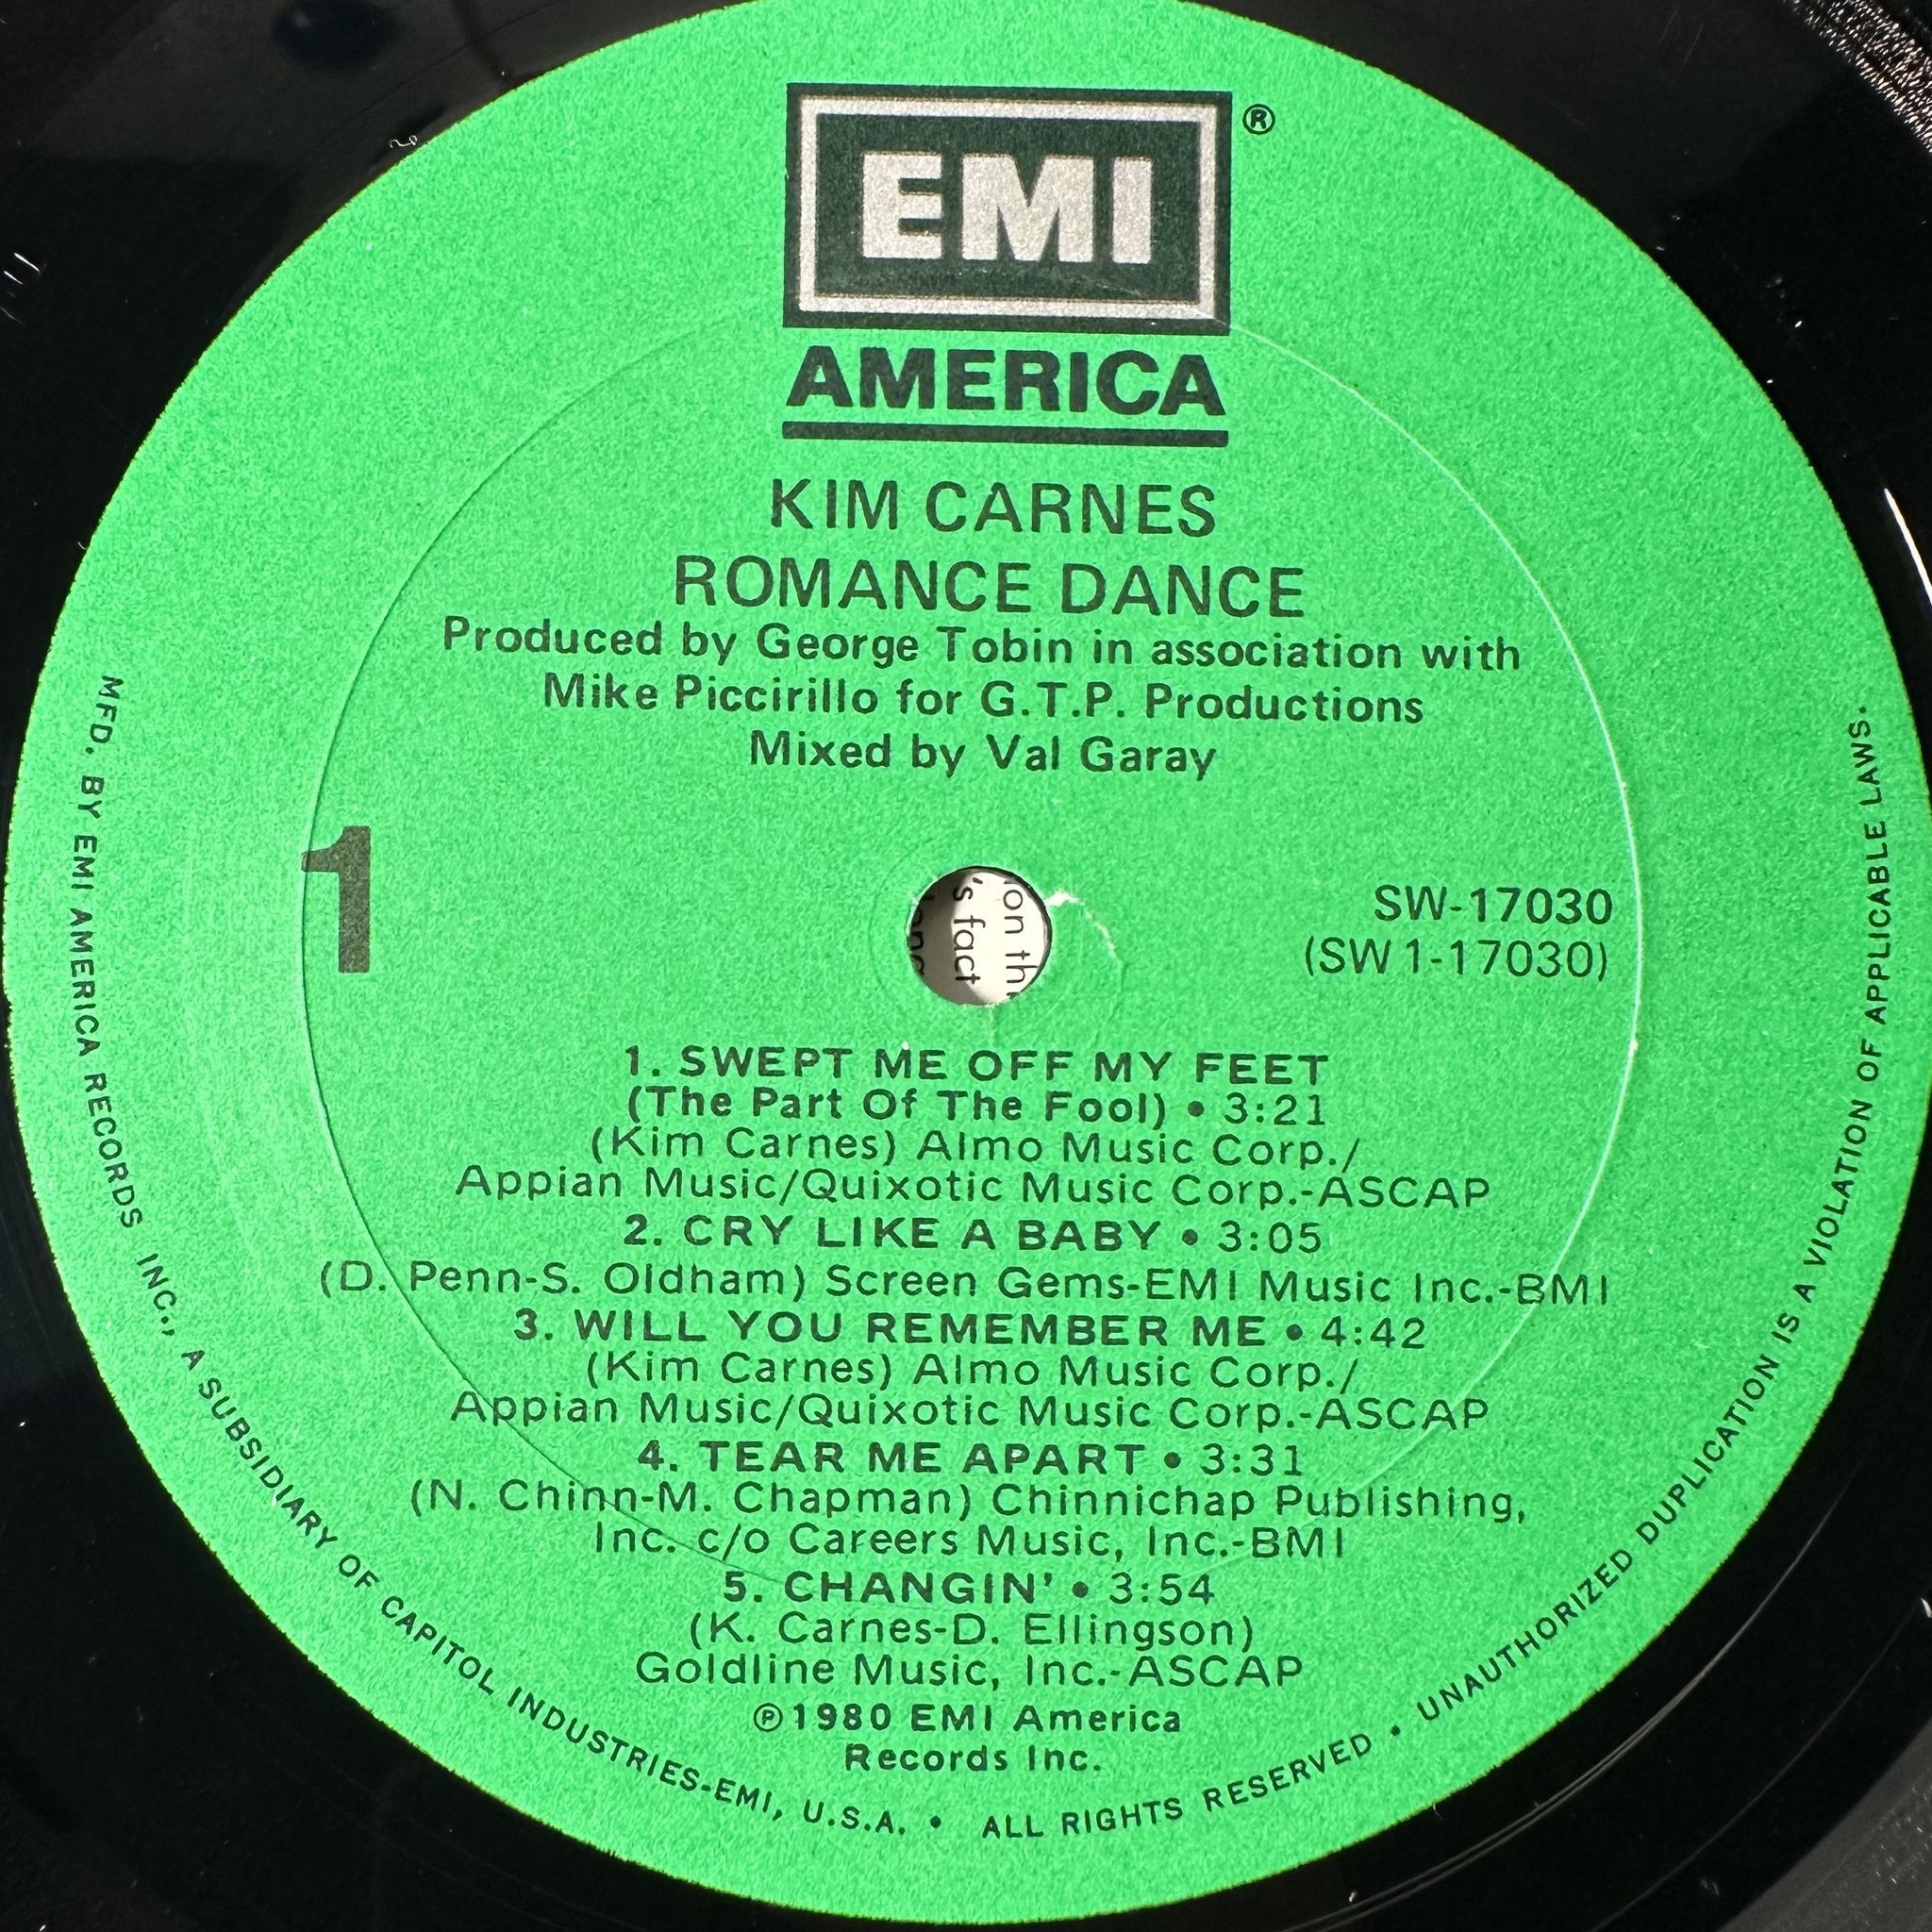 EMI ®
AMERICA
KIM CARNES
ROMANCE DANCE
Produced by George Tobin in association with
Mike Piccirillo for G.T.P. Productions
Mixed by Val Garay
1
SW-17030
(SW1-17030)
's fact
on th
1. SWEPT ME OFF MY FEET
(The Part Of The Fool) • 3:21
(Kim Carnes) Almo Music Corp./
Appian Music/Quixotic Music Corp.-ASCAP
2. CRY LIKE A BABY • 3:05
(D. Penn-S. Oldham) Screen Gems-EMI Music Inc.-BMI
3. WILL YOU REMEMBER ME • 4:42
(Kim Carnes) Almo Music Corp./
Appian Music/Quixotic Music Corp.-ASCAP
4. TEAR ME APART • 3:31
(N. Chinn-M. Chapman) Chinnichap Publishing,
Inc. c/o Careers Music, Inc.-BMI
5. CHANGIN' • 3:54
(K. Carnes-D. Ellingson)
Goldline Music, Inc.-ASCAP
℗1980 EMI America
Records Inc.
MFD. BY EMI AMERICA RECORDS INC., A SUBSIDIARY OF CAPITOL INDUSTRIES-EMI, U.S.A. • ALL RIGHTS RESERVED • UNAUTHORIZED DUPLICATION IS A VIOLATION OF APPLICABLE LAWS.